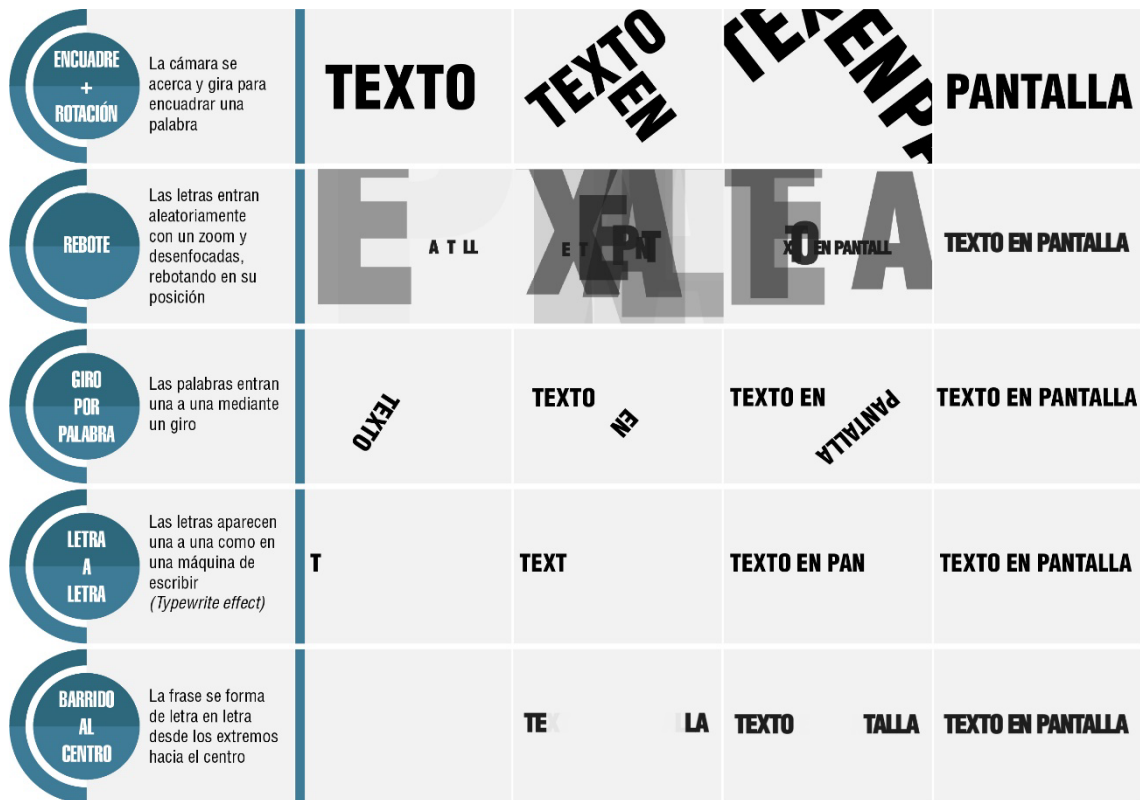 ENCUADRE
+
ROTACIÓN
La cámara se
acerca y gira para
encuadrar una
palabra
TEXTO
TEXTO
EN
TEX
EN
PA
PANTALLA
REBOTE
Las letras entran
aleatoriamente
con un zoom y
desenfocadas,
rebotando en su
posición
E
A T LL
TEXTO EN PANTALLA
GIRO
POR
PALABRA
Las palabras entran
una a una mediante
un giro
TEXTO
TEXTO
EN
TEXTO EN
PANTALLA
TEXTO EN PANTALLA
LETRA
A
LETRA
Las letras aparecen
una a una como en
una máquina de
escribir
(Typewrite effect)
T
TEXT
TEXTO EN PAN
TEXTO EN PANTALLA
BARRIDO
AL
CENTRO
La frase se forma
de letra en letra
desde los extremos
hacia el centro
TEX LA
TEXTO TALLA
TEXTO EN PANTALLA